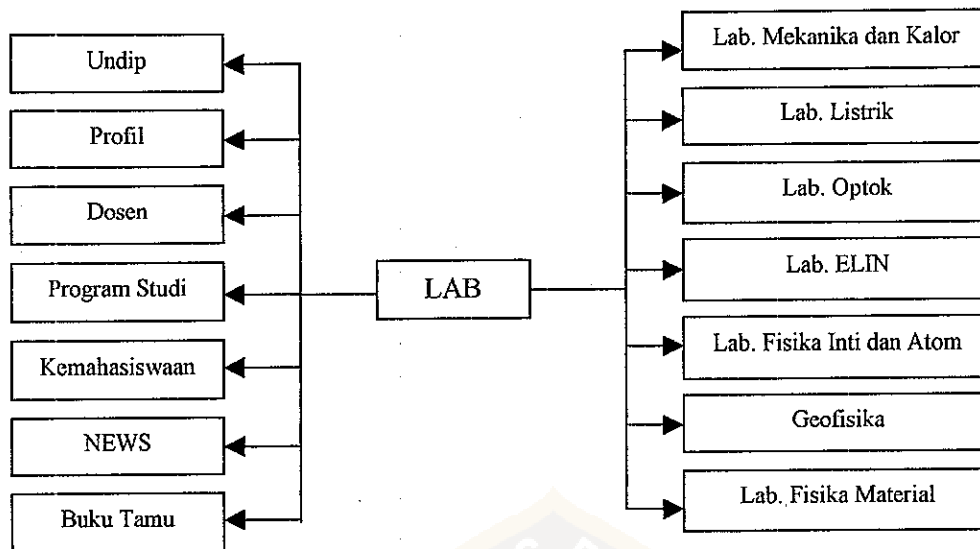 Undip
Profil
Dosen
Program Studi
Kemahasiswaan
NEWS
Buku Tamu
LAB
Lab. Mekanika dan Kalor
Lab. Listrik
Lab. Optok
Lab. ELIN
Lab. Fisika Inti dan Atom
Geofisika
Lab. Fisika Material